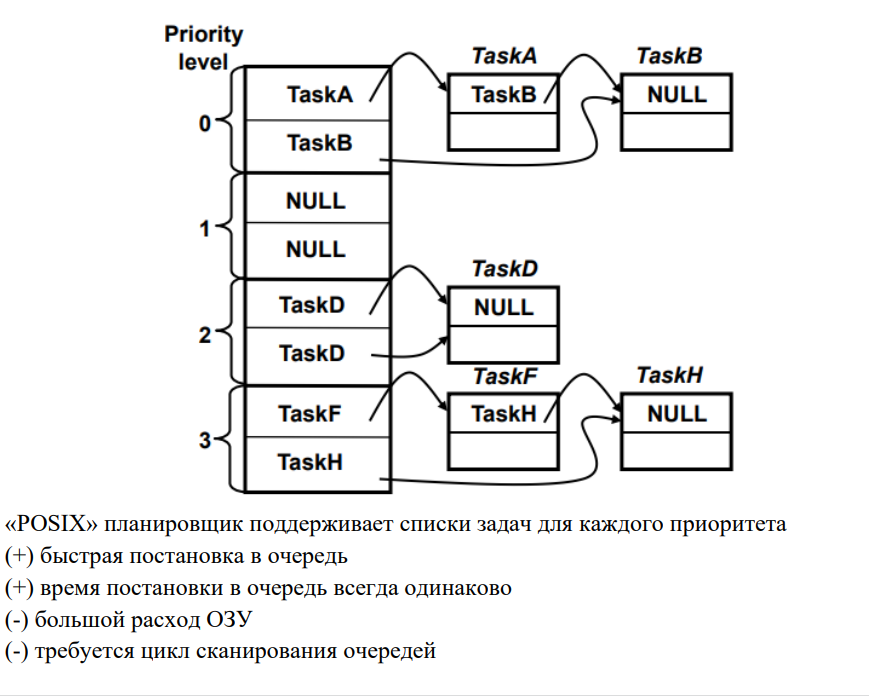 Priority
level
TaskA
TaskB
TaskA
TaskB
NULL
0
TaskB
NULL
1
NULL
TaskD
TaskD
NULL
2
TaskD
TaskF
TaskH
TaskF
TaskH
NULL
3
TaskH
«POSIX» планировщик поддерживает списки задач для каждого приоритета
(+) быстрая постановка в очередь
(+) время постановки в очередь всегда одинаково
(-) большой расход ОЗУ
(-) требуется цикл сканирования очередей